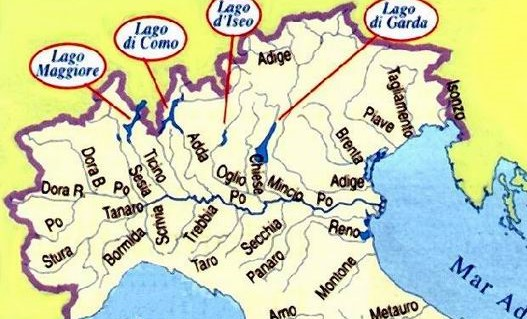 Lago
d'Iseo
Lago
di Garda
Lago
di Como
Lago
Maggiore
Adige
Tagliamento
Isonzo
Piave
Brenta
Dora B
Sesia
Ticino
Adda
Oglio
Chiese
Mincio
Adige
Dora R.
Po
Po
Po
Tanaro
Po
Stura
Bormida
Scrivia
Trebbia
Taro
Secchia
Panaro
Reno
Montone
Mar Ad
Arno
Metauro